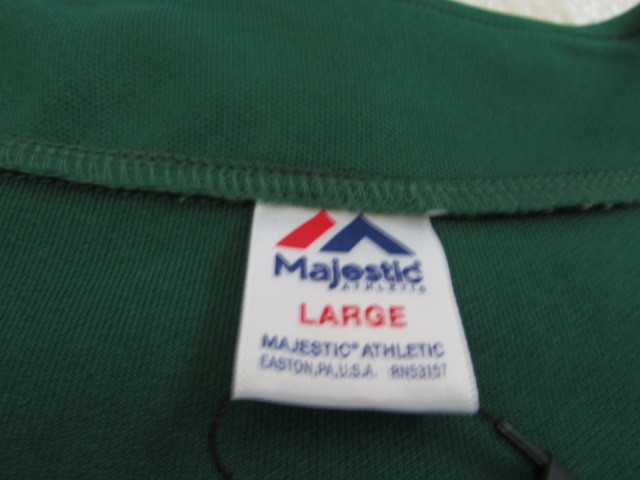 Majestic
ATHLETIC
LARGE
MAJESTIC® ATHLETIC
EASTON, PA, U.S.A. RN53157